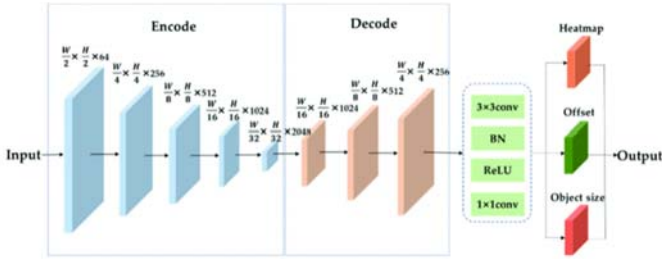 Encode
Decode
Heatmap
W/2 × H/2 ×64
W/4 × H/4 ×256
W/8 × H/8 ×512
W/16 × H/16 ×1024
W/32 × H/32 ×2048
W/16 × H/16 ×1024
W/8 × H/8 ×512
W/4 × H/4 ×256
3×3conv
BN
ReLU
1×1conv
Offset
Input
Output
Object size